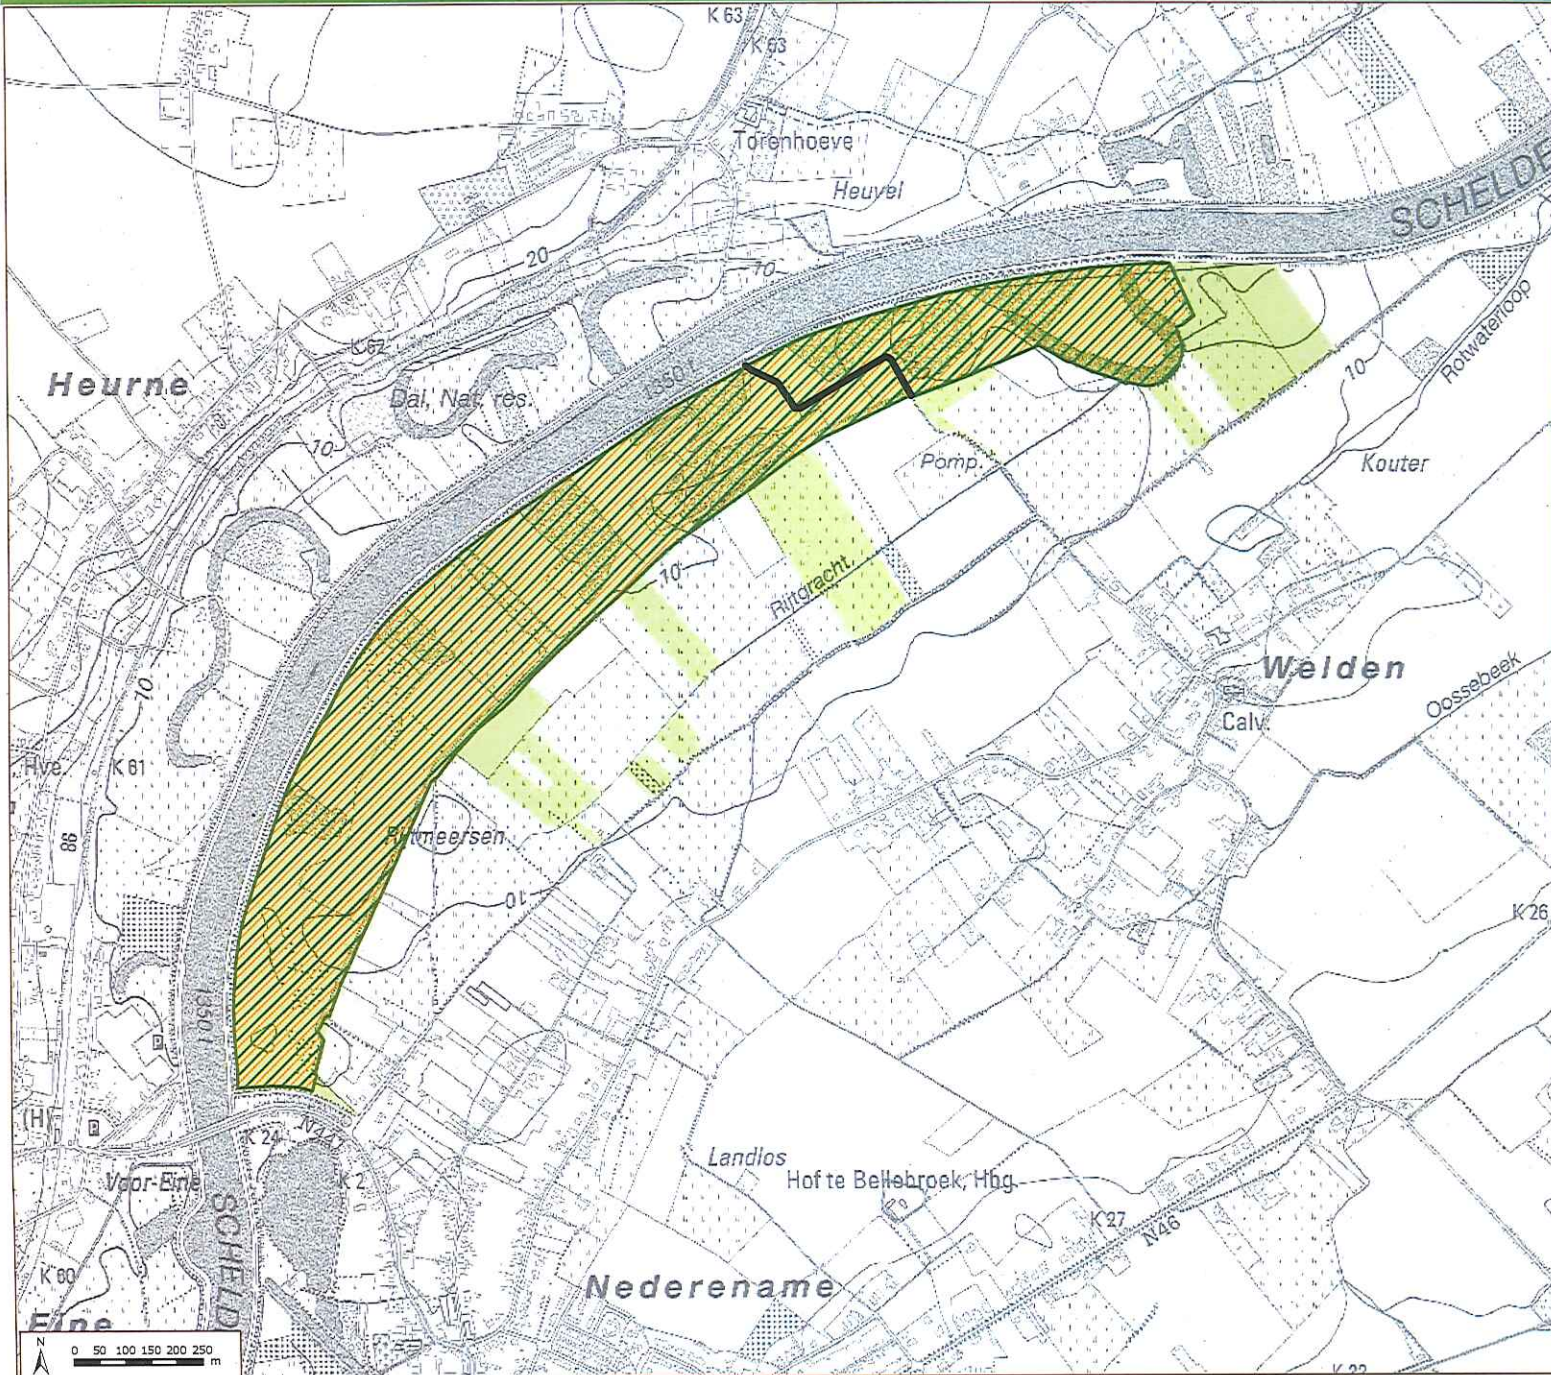 K 63
K 63
Torenhoeve
Heuvel
SCHELDE
20
10
K 62
Heurne
Dal, Nat. res.
1350 t
10
10
Rotwaterloop
Pomp.
Kouter
10
Rijtgracht.
Welden
Oossebeek
Calv.
10
Hve.
K 61
86
Rijtmeersen
10
K 26
1350 t
P
(H)
P
K 24
N441
Voor-Eine
K 2
Landlos
Hof te Bellebroek, Hbg
K 27
N46
SCHELD
K 60
Nederename
Eine
N
0 50 100 150 200 250
m